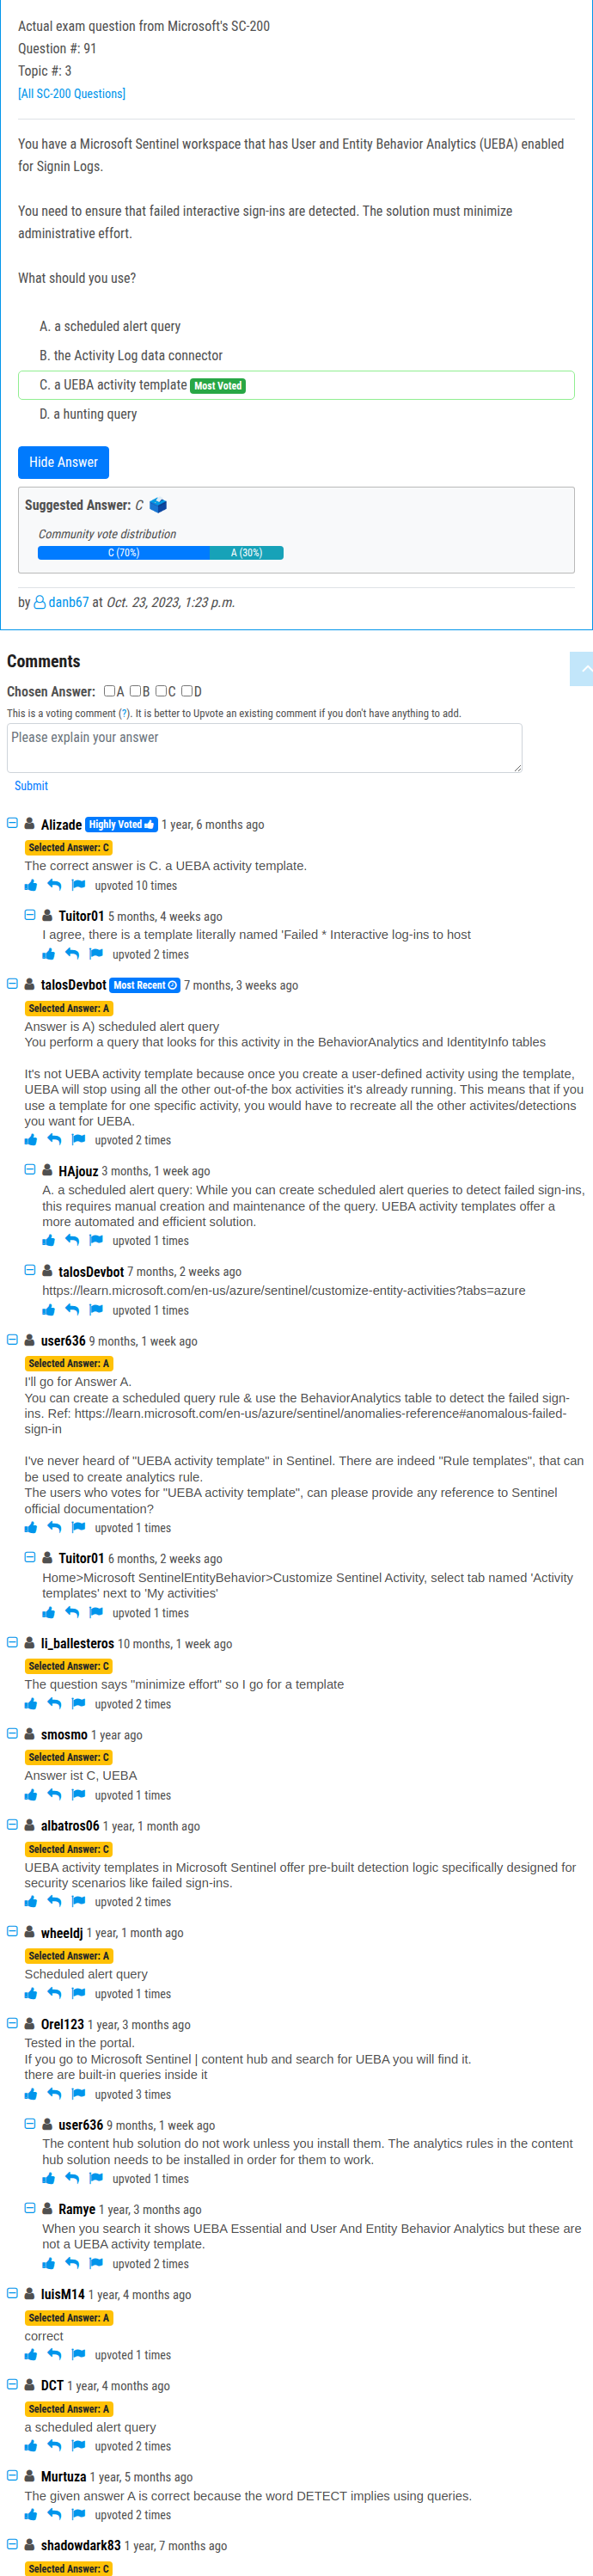 Actual exam question from Microsoft's SC-200
Question #: 91
Topic #: 3
[All SC-200 Questions]
You have a Microsoft Sentinel workspace that has User and Entity Behavior Analytics (UEBA) enabled
for Signin Logs.
You need to ensure that failed interactive sign-ins are detected. The solution must minimize
administrative effort.
What should you use?
A. a scheduled alert query
B. the Activity Log data connector
C. a UEBA activity template Most Voted
D. a hunting query
Hide Answer
Suggested Answer: C
Community vote distribution
C (70%) A (30%)
by danb67 at Oct. 23, 2023, 1:23 p.m.
Comments
Chosen Answer: A B C D
This is a voting comment (?). It is better to Upvote an existing comment if you don't have anything to add.
Please explain your answer
Submit
Alizade Highly Voted 1 year, 6 months ago
Selected Answer: C
The correct answer is C. a UEBA activity template.
upvoted 10 times
Tuitor01 5 months, 4 weeks ago
I agree, there is a template literally named 'Failed * Interactive log-ins to host
upvoted 2 times
talosDevbot Most Recent 7 months, 3 weeks ago
Selected Answer: A
Answer is A) scheduled alert query
You perform a query that looks for this activity in the BehaviorAnalytics and IdentityInfo tables
It's not UEBA activity template because once you create a user-defined activity using the template,
UEBA will stop using all the other out-of-the box activities it's already running. This means that if you
use a template for one specific activity, you would have to recreate all the other activites/detections
you want for UEBA.
upvoted 2 times
HAjouz 3 months, 1 week ago
A. a scheduled alert query: While you can create scheduled alert queries to detect failed sign-ins,
this requires manual creation and maintenance of the query. UEBA activity templates offer a
more automated and efficient solution.
upvoted 1 times
talosDevbot 7 months, 2 weeks ago
https://learn.microsoft.com/en-us/azure/sentinel/customize-entity-activities?tabs=azure
upvoted 1 times
user636 9 months, 1 week ago
Selected Answer: A
I'll go for Answer A.
You can create a scheduled query rule & use the BehaviorAnalytics table to detect the failed sign-
ins. Ref: https://learn.microsoft.com/en-us/azure/sentinel/anomalies-reference#anomalous-failed-
sign-in
I've never heard of "UEBA activity template" in Sentinel. There are indeed "Rule templates", that can
be used to create analytics rule.
The users who votes for "UEBA activity template", can please provide any reference to Sentinel
official documentation?
upvoted 1 times
Tuitor01 6 months, 2 weeks ago
Home>Microsoft SentinelEntityBehavior>Customize Sentinel Activity, select tab named 'Activity
templates' next to 'My activities'
upvoted 1 times
li_ballesteros 10 months, 1 week ago
Selected Answer: C
The question says "minimize effort" so I go for a template
upvoted 2 times
smosmo 1 year ago
Selected Answer: C
Answer ist C, UEBA
upvoted 1 times
albatros06 1 year, 1 month ago
Selected Answer: C
UEBA activity templates in Microsoft Sentinel offer pre-built detection logic specifically designed for
security scenarios like failed sign-ins.
upvoted 2 times
wheeldj 1 year, 1 month ago
Selected Answer: A
Scheduled alert query
upvoted 1 times
Orel123 1 year, 3 months ago
Tested in the portal.
If you go to Microsoft Sentinel | content hub and search for UEBA you will find it.
there are built-in queries inside it
upvoted 3 times
user636 9 months, 1 week ago
The content hub solution do not work unless you install them. The analytics rules in the content
hub solution needs to be installed in order for them to work.
upvoted 1 times
Ramye 1 year, 3 months ago
When you search it shows UEBA Essential and User And Entity Behavior Analytics but these are
not a UEBA activity template.
upvoted 2 times
luisM14 1 year, 4 months ago
Selected Answer: A
correct
upvoted 1 times
DCT 1 year, 4 months ago
Selected Answer: A
a scheduled alert query
upvoted 2 times
Murtuza 1 year, 5 months ago
The given answer A is correct because the word DETECT implies using queries.
upvoted 2 times
shadowdark83 1 year, 7 months ago
Selected Answer: C